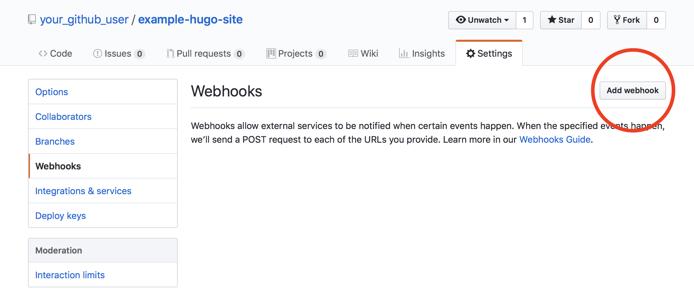 your_github_user / example-hugo-site
Unwatch 1 Star 0 Fork 0
Code Issues 0 Pull requests 0 Projects 0 Wiki Insights Settings
Options
Collaborators
Branches
Webhooks
Integrations & services
Deploy keys
Moderation
Interaction limits
Webhooks
Add webhook
Webhooks allow external services to be notified when certain events happen. When the specified events happen,
we’ll send a POST request to each of the URLs you provide. Learn more in our Webhooks Guide.